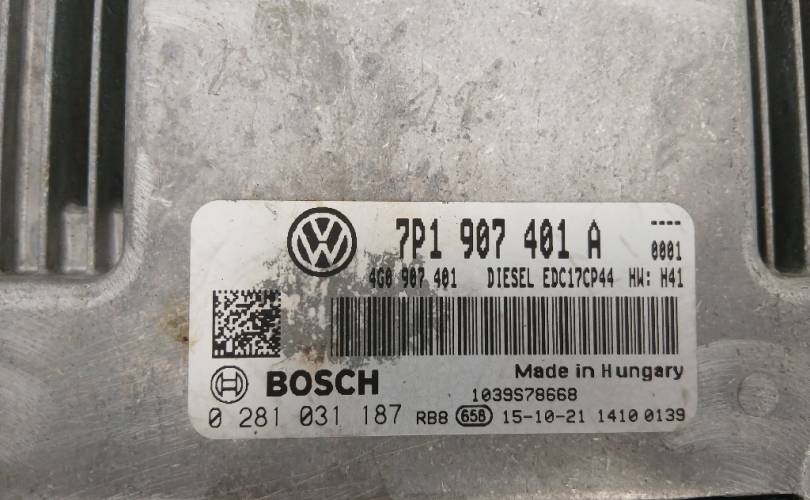 7P1 907 401 A ----
0001
4G0 907 401 DIESEL EDC17CP44 HW: H41
Made in Hungary
BOSCH
1039S78668
0 281 031 187 RB8 658 15-10-21 1410 0139